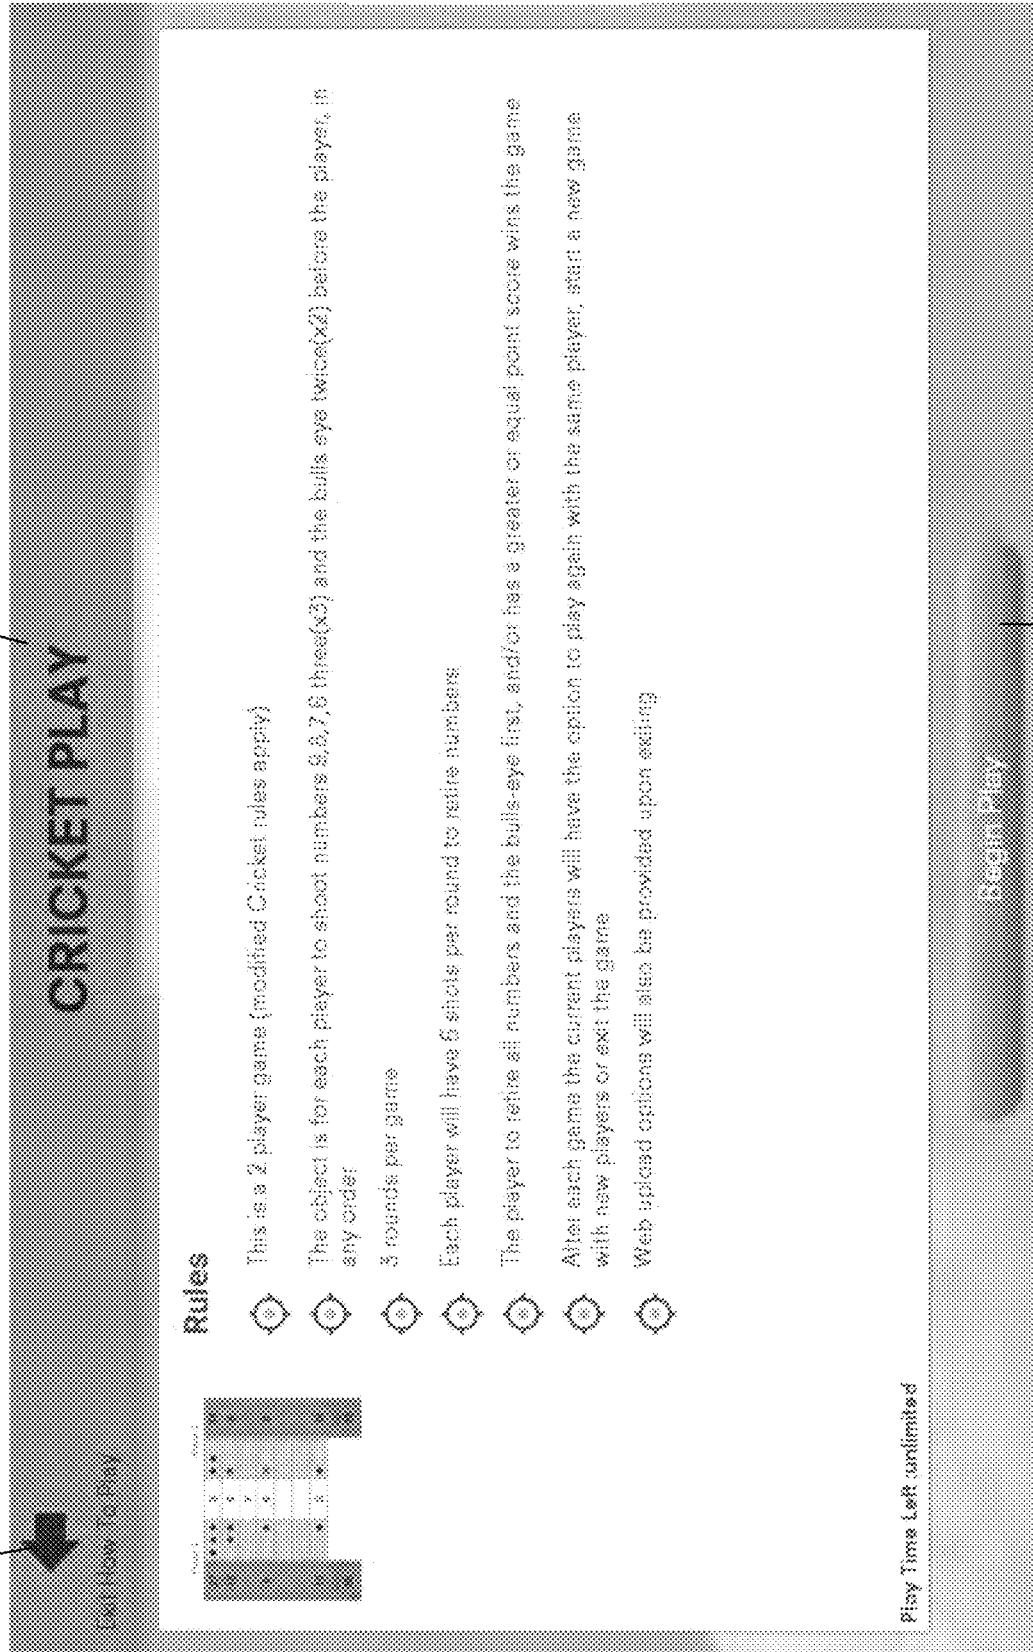 CRICKET PLAY
How To Play
Rules
This is a 2 player game (modified Cricket rules apply)
The object is for each player to shoot numbers 9,8,7,6 three(x3) and the bulls eye twice(x2) before the player, in
any order
3 rounds per game
Each player will have 6 shots per round to retire numbers
The player to retire all numbers and the bulls-eye first, and/or has a greater or equal point score wins the game
After each game the current players will have the option to play again with the same player, start a new game
with new players or exit the game
Web upload options will also be provided upon exiting
Play Time Left :unlimited
Begin Play